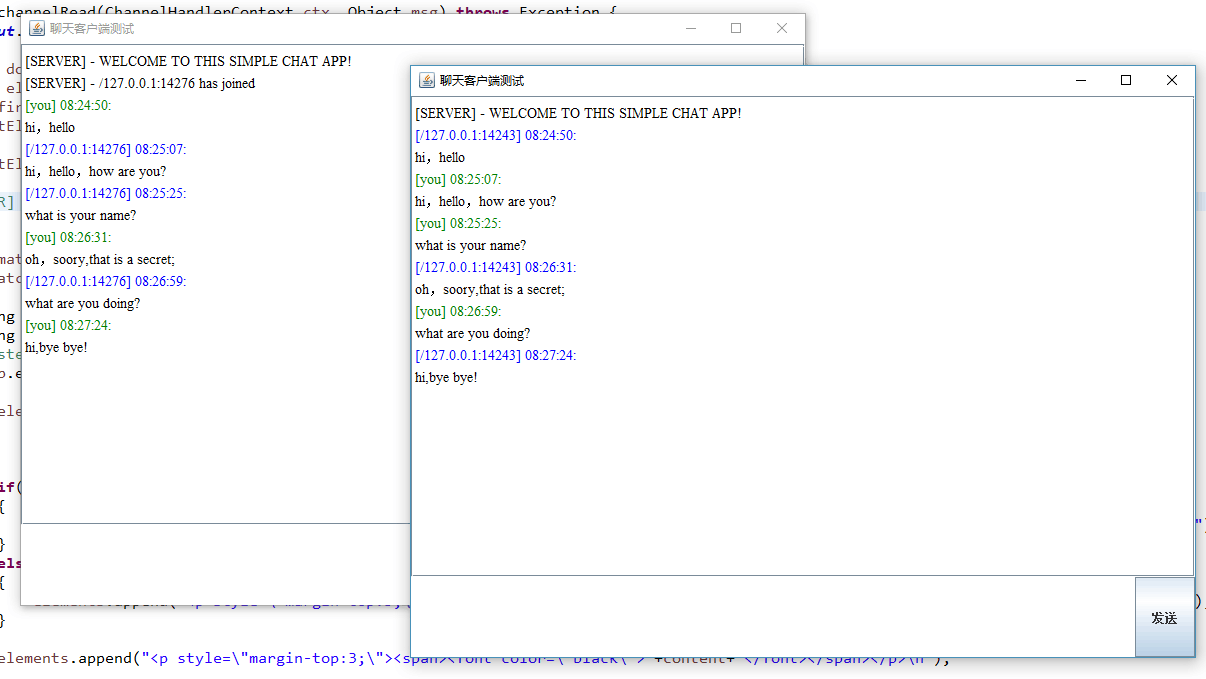 channelRead(ChannelHandlerContext ctx, Object msg) throws Exception {
聊天客户端测试
[SERVER] - WELCOME TO THIS SIMPLE CHAT APP!
[SERVER] - /127.0.0.1:14276 has joined
[you] 08:24:50:
hi，hello
[/127.0.0.1:14276] 08:25:07:
hi，hello，how are you?
[/127.0.0.1:14276] 08:25:25:
what is your name?
[you] 08:26:31:
oh，soory,that is a secret;
[/127.0.0.1:14276] 08:26:59:
what are you doing?
[you] 08:27:24:
hi,bye bye!
聊天客户端测试
[SERVER] - WELCOME TO THIS SIMPLE CHAT APP!
[/127.0.0.1:14243] 08:24:50:
hi，hello
[you] 08:25:07:
hi，hello，how are you?
[you] 08:25:25:
what is your name?
[/127.0.0.1:14243] 08:26:31:
oh，soory,that is a secret;
[you] 08:26:59:
what are you doing?
[/127.0.0.1:14243] 08:27:24:
hi,bye bye!
发送
if(
{
}
els
{
}
elements.append("<p style=\"margin-top:3;\"><span><font color=\"black\">"+content+"</font></span></p>\n");